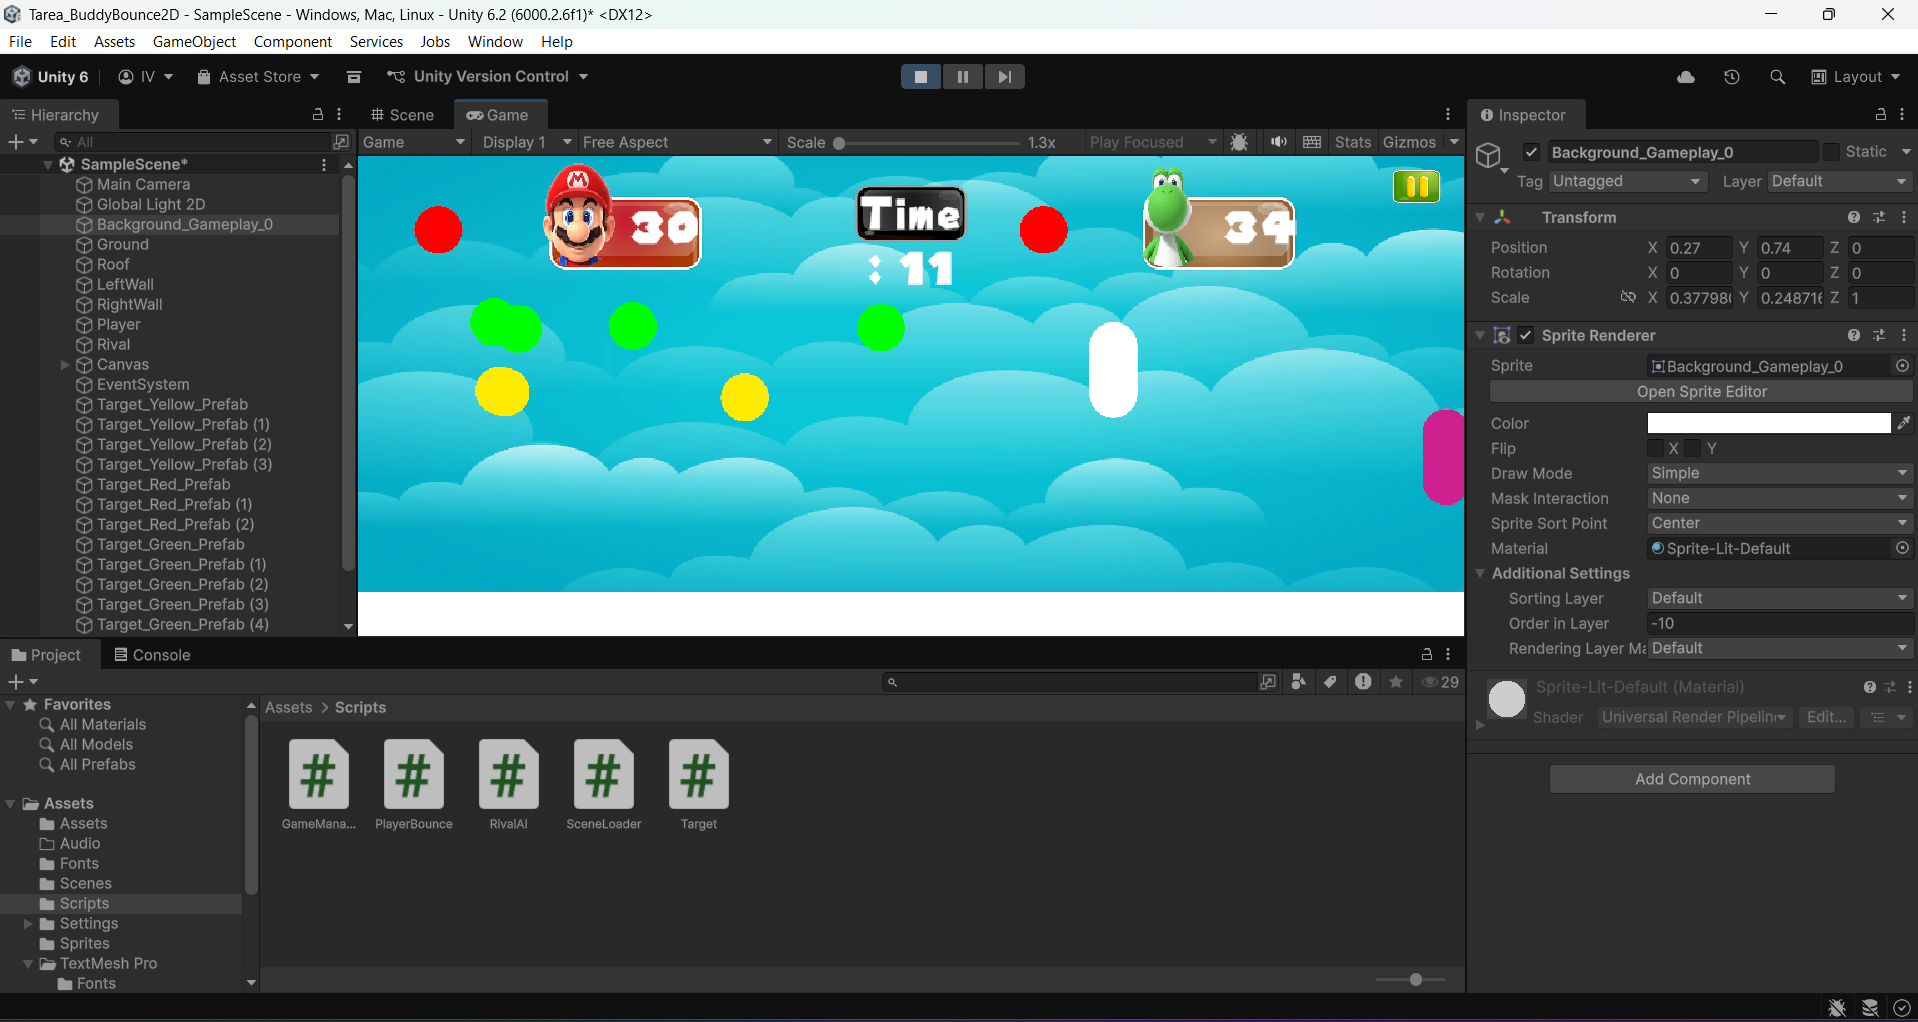 Tarea_BuddyBounce2D - SampleScene - Windows, Mac, Linux - Unity 6.2 (6000.2.6f1)* <DX12>
File Edit Assets GameObject Component Services Jobs Window Help
Unity 6 IV Asset Store Unity Version Control Layout
Hierarchy
All
SampleScene*
Main Camera
Global Light 2D
Background_Gameplay_0
Ground
Roof
LeftWall
RightWall
Player
Rival
Canvas
EventSystem
Target_Yellow_Prefab
Target_Yellow_Prefab (1)
Target_Yellow_Prefab (2)
Target_Yellow_Prefab (3)
Target_Red_Prefab
Target_Red_Prefab (1)
Target_Red_Prefab (2)
Target_Green_Prefab
Target_Green_Prefab (1)
Target_Green_Prefab (2)
Target_Green_Prefab (3)
Target_Green_Prefab (4)
Scene Game
Game Display 1 Free Aspect Scale 1.3x Play Focused Stats Gizmos
M
30
Time
: 11
34
Inspector
Background_Gameplay_0 Static
Tag Untagged Layer Default
Transform
Position X 0.27 Y 0.74 Z 0
Rotation X 0 Y 0 Z 0
Scale X 0.37798( Y 0.248716 Z 1
Sprite Renderer
Sprite Background_Gameplay_0
Open Sprite Editor
Color
Flip X Y
Draw Mode Simple
Mask Interaction None
Sprite Sort Point Center
Material Sprite-Lit-Default
Additional Settings
Sorting Layer Default
Order in Layer -10
Rendering Layer Ma Default
Sprite-Lit-Default (Material)
Shader Universal Render Pipelin Edit...
Add Component
Project Console
29
Favorites
All Materials
All Models
All Prefabs
Assets
Assets
Audio
Fonts
Scenes
Scripts
Settings
Sprites
TextMesh Pro
Fonts
Assets > Scripts
# # # # #
GameMana... PlayerBounce RivalAI SceneLoader Target